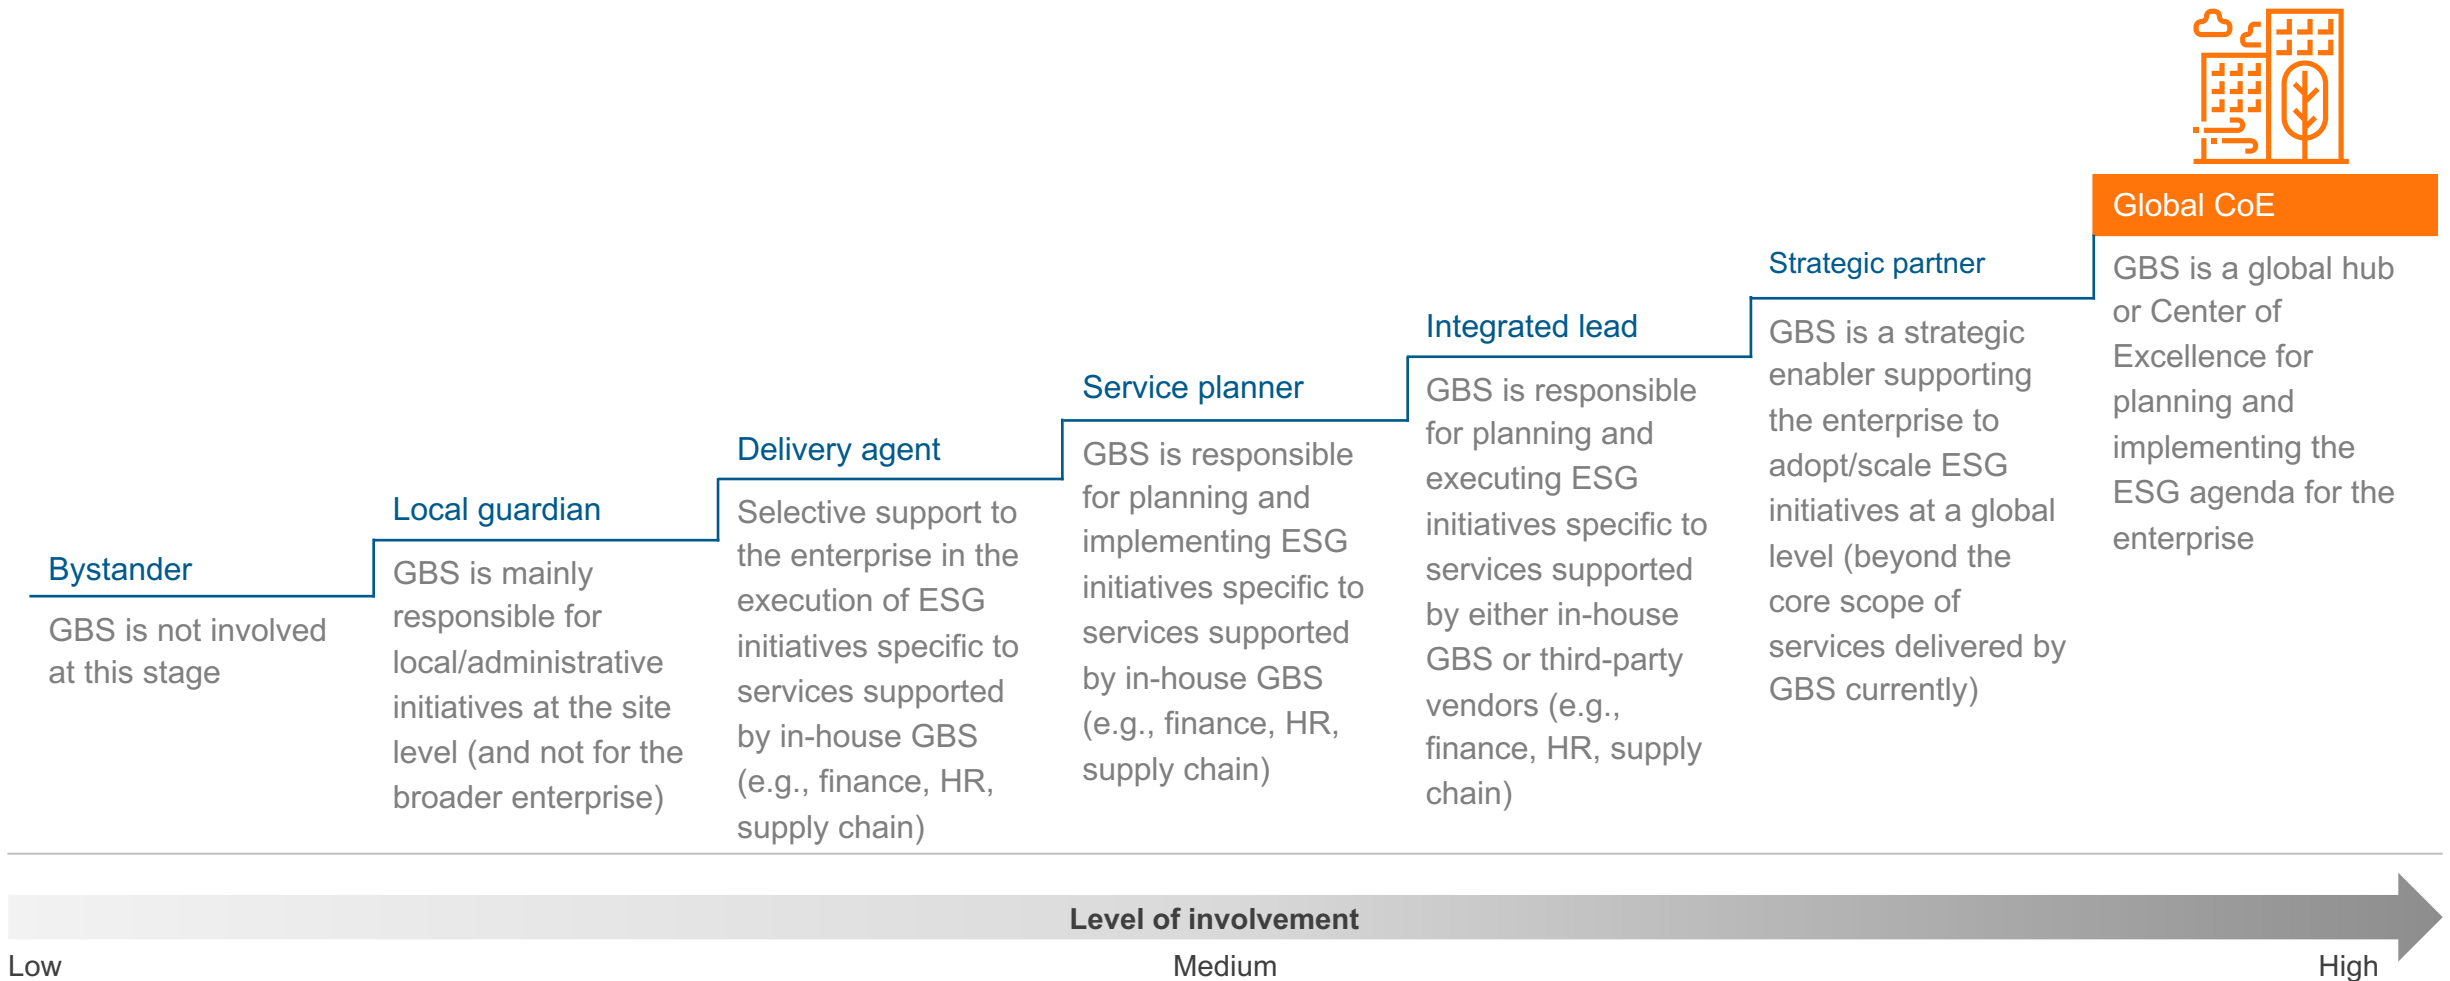 Bystander
GBS is not involved
at this stage
Local guardian
GBS is mainly
responsible for
local/administrative
initiatives at the site
level (and not for the
broader enterprise)
Delivery agent
Selective support to
the enterprise in the
execution of ESG
initiatives specific to
services supported
by in-house GBS
(e.g., finance, HR,
supply chain)
Service planner
GBS is responsible
for planning and
implementing ESG
initiatives specific to
services supported
by in-house GBS
(e.g., finance, HR,
supply chain)
Integrated lead
GBS is responsible
for planning and
executing ESG
initiatives specific to
services supported
by either in-house
GBS or third-party
vendors (e.g.,
finance, HR, supply
chain)
Strategic partner
GBS is a strategic
enabler supporting
the enterprise to
adopt/scale ESG
initiatives at a global
level (beyond the
core scope of
services delivered by
GBS currently)
Global CoE
GBS is a global hub
or Center of
Excellence for
planning and
implementing the
ESG agenda for the
enterprise
Level of involvement
Low
Medium
High